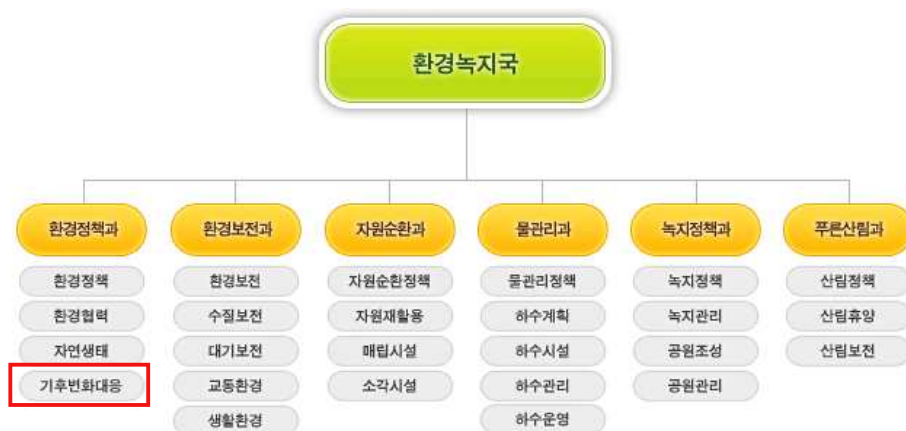 환경녹지국
환경정책과 환경보전과 자원순환과 물관리과 녹지정책과 푸른산림과
환경정책 환경보전 자원순환정책 물관리정책 녹지정책 산림정책
환경협력 수질보전 자원재활용 하수계획 녹지관리 산림휴양
자연생태 대기보전 매립시설 하수시설 공원조성 산림보전
기후변화대응 교통환경 소각시설 하수관리 공원관리
생활환경 하수운영